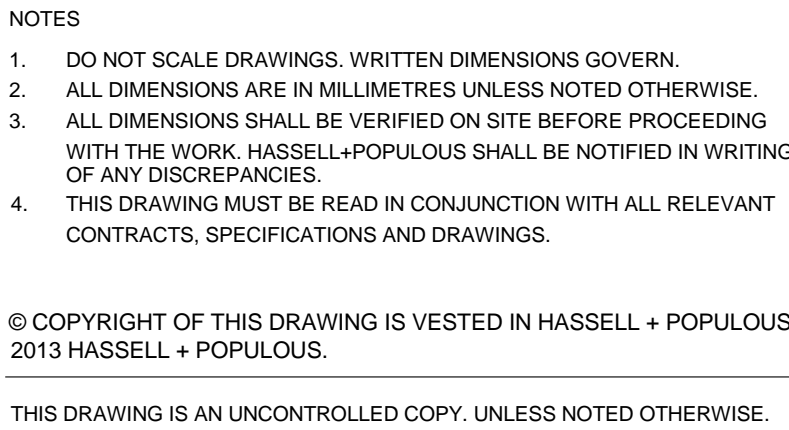 NOTES
1. DO NOT SCALE DRAWINGS. WRITTEN DIMENSIONS GOVERN.
2. ALL DIMENSIONS ARE IN MILLIMETRES UNLESS NOTED OTHERWISE.
3. ALL DIMENSIONS SHALL BE VERIFIED ON SITE BEFORE PROCEEDING
WITH THE WORK. HASSELL+POPULOUS SHALL BE NOTIFIED IN WRITING
OF ANY DISCREPANCIES.
4. THIS DRAWING MUST BE READ IN CONJUNCTION WITH ALL RELEVANT
CONTRACTS, SPECIFICATIONS AND DRAWINGS.
© COPYRIGHT OF THIS DRAWING IS VESTED IN HASSELL + POPULOUS
2013 HASSELL + POPULOUS.
THIS DRAWING IS AN UNCONTROLLED COPY. UNLESS NOTED OTHERWISE.